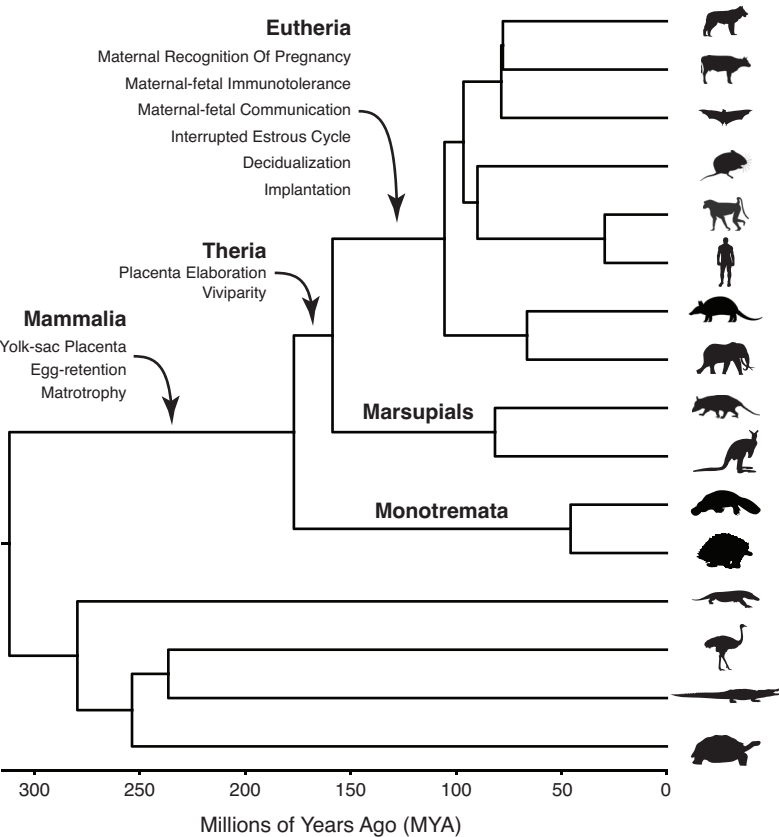 Eutheria
Maternal Recognition Of Pregnancy
Maternal-fetal Immunotolerance
Maternal-fetal Communication
Interrupted Estrous Cycle
Decidualization
Implantation
Theria
Placenta Elaboration
Viviparity
Mammalia
Yolk-sac Placenta
Egg-retention
Matrotrophy
Marsupials
Monotremata
300 250 200 150 100 50 0
Millions of Years Ago (MYA)